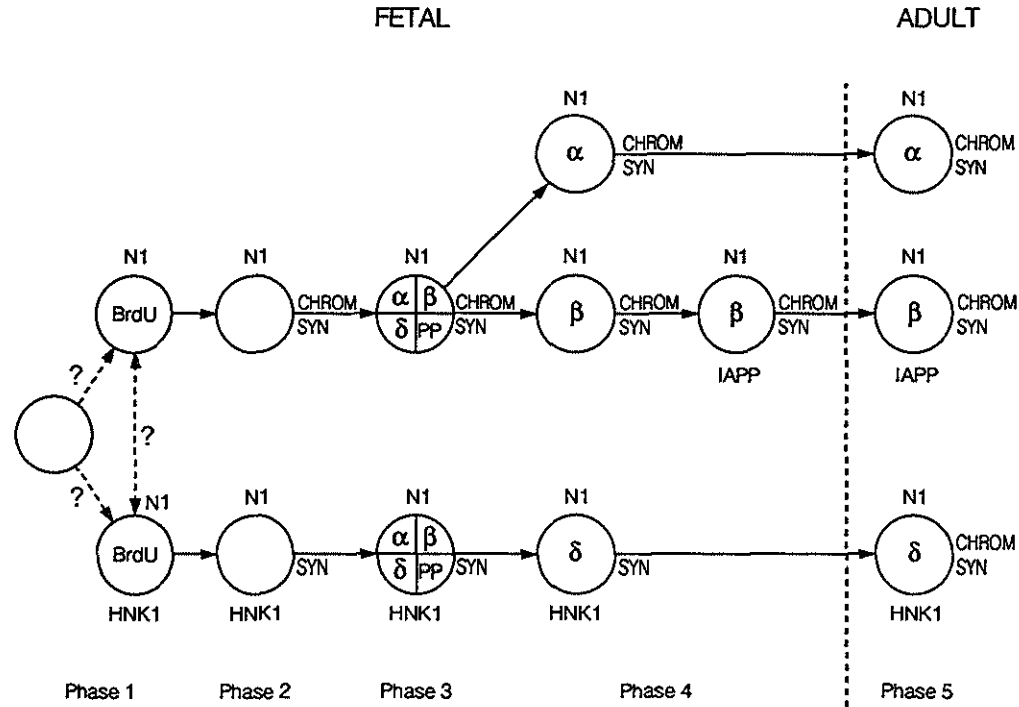 FETAL
ADULT
N1
α
CHROM
SYN
N1
α
CHROM
SYN
N1
BrdU
N1
CHROM
SYN
N1
α β
δ PP
CHROM
SYN
N1
β
CHROM
SYN
N1
β
CHROM
SYN
IAPP
N1
β
CHROM
SYN
IAPP
?
?
?
N1
BrdU
HNK1
N1
SYN
HNK1
N1
α β
δ PP
SYN
HNK1
N1
δ
SYN
HNK1
N1
δ
CHROM
SYN
HNK1
Phase 1
Phase 2
Phase 3
Phase 4
Phase 5